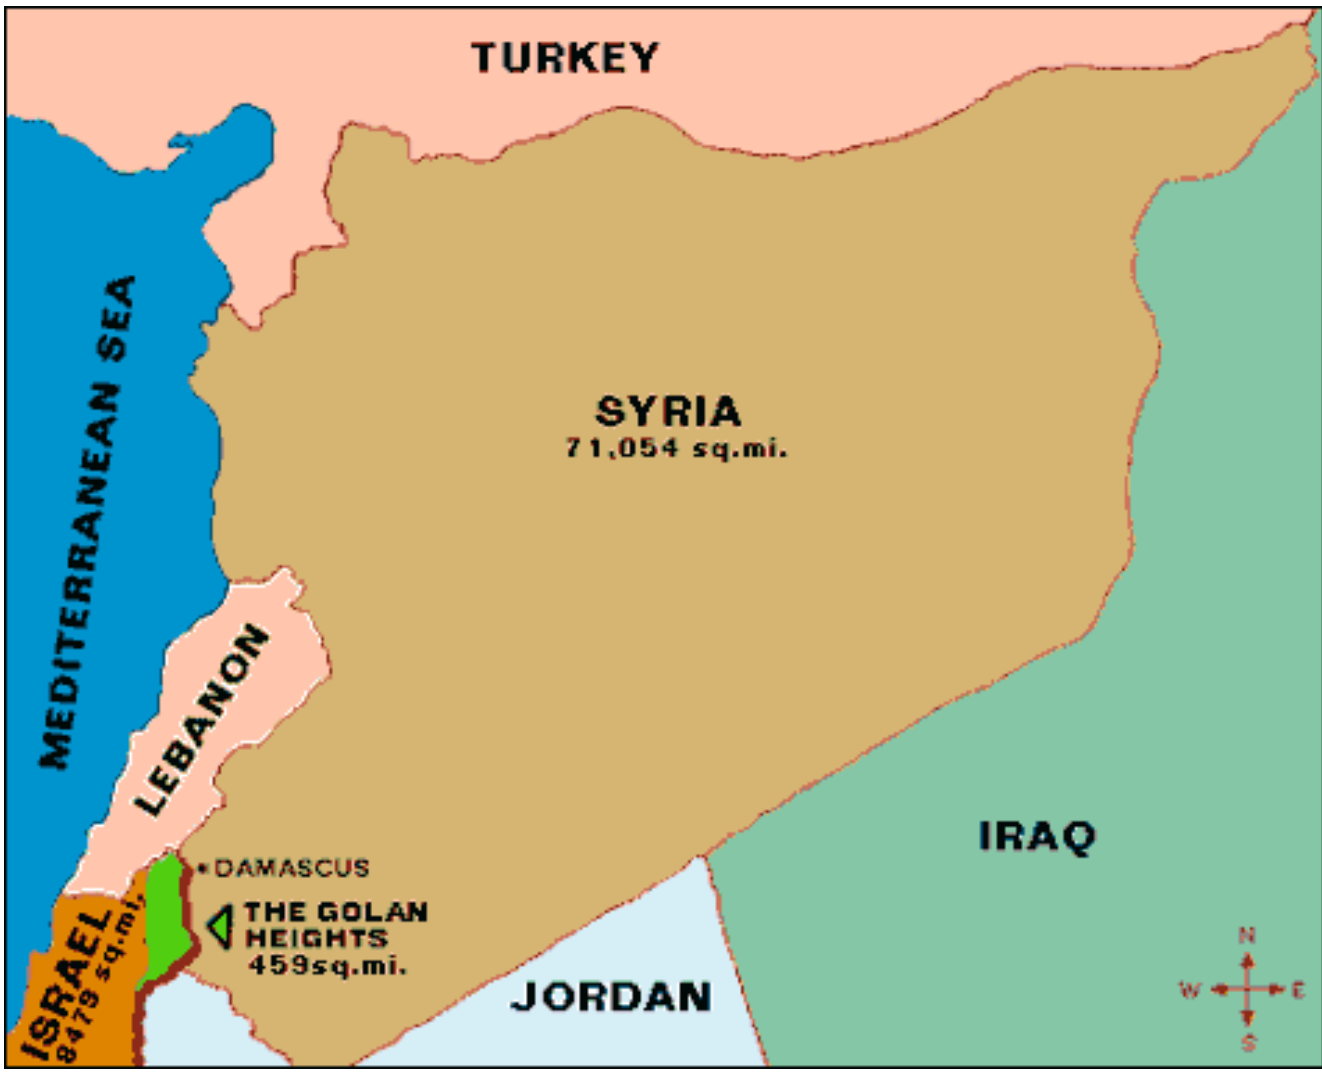 TURKEY
MEDITERRANEAN SEA
SYRIA
71,054 sq.mi.
LEBANON
IRAQ
DAMASCUS
THE GOLAN
HEIGHTS
459sq.mi.
ISRAEL
8479 sq.mi.
JORDAN
N
W E
S